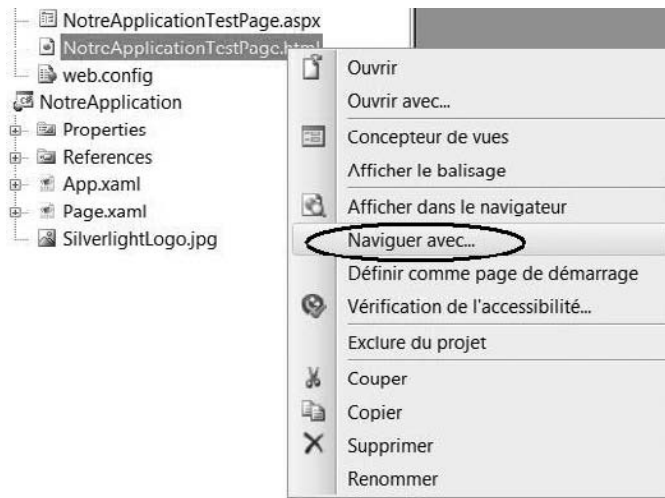 NotreApplicationTestPage.aspx
NotreApplicationTestPage.html
web.config
NotreApplication
Properties
References
App.xaml
Page.xaml
SilverlightLogo.jpg
Ouvrir
Ouvrir avec...
Concepteur de vues
Afficher le balisage
Afficher dans le navigateur
Naviguer avec...
Définir comme page de démarrage
Vérification de l'accessibilité...
Exclure du projet
Couper
Copier
Supprimer
Renommer